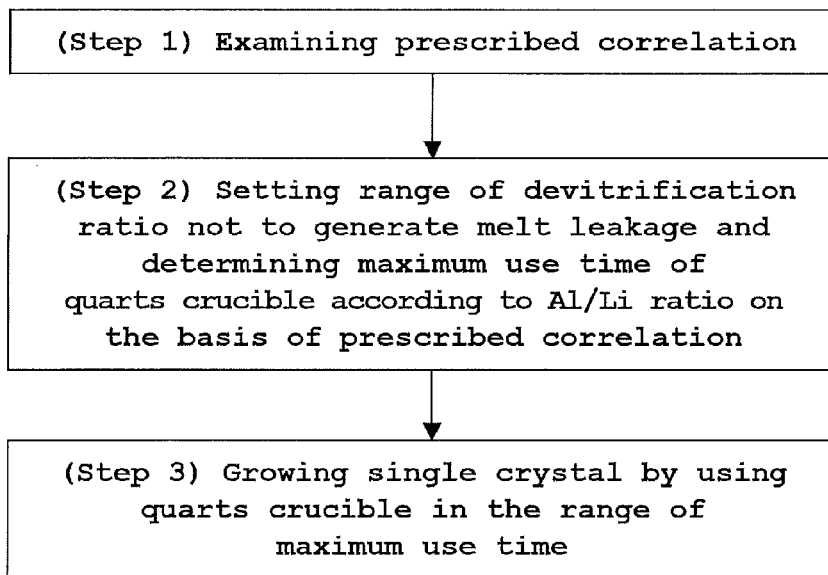 (Step 1) Examining prescribed correlation
(Step 2) Setting range of devitrification
ratio not to generate melt leakage and
determining maximum use time of
quarts crucible according to Al/Li ratio on
the basis of prescribed correlation
(Step 3) Growing single crystal by using
quarts crucible in the range of
maximum use time